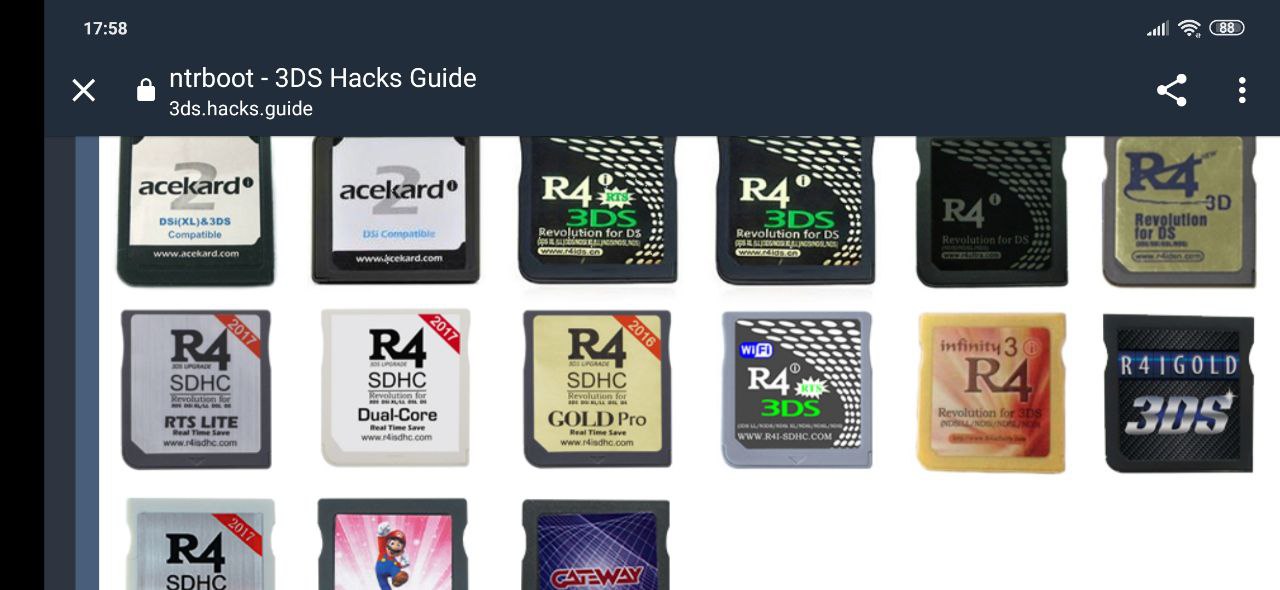 17:58
88
ntrboot - 3DS Hacks Guide
3ds.hacks.guide
2
acekard
DSi(XL)&3DS
Compatible
www.acekard.com
2
acekard
DSi Compatible
www.acekard.com
R4 i
RTS
3DS
Revolution for DS
www.r4ids.cn
R4 i
3DS
Revolution for DS
www.r4ids.cn
R4 i
Revolution for DS
www.r4ultra.com
R4
3D
Revolution
for DS
2017
R4
3DS UPGRADE
SDHC
Revolution for
RTS LITE
Real Time Save
www.r4isdhc.com
2017
R4
3DS UPGRADE
SDHC
Revolution for
Dual-Core
Real Time Save
www.r4isdhc.com
2016
R4
3DS UPGRADE
SDHC
Revolution for
GOLD Pro
Real Time Save
www.r4isdhc.com
WiFi
R4 i
RTS
3DS
WWW.R4I-SDHC.COM
infinity 3 i
R4
Revolution for 3DS
R4IGOLD
3DS
2017
R4
SDHC
GATEWAY